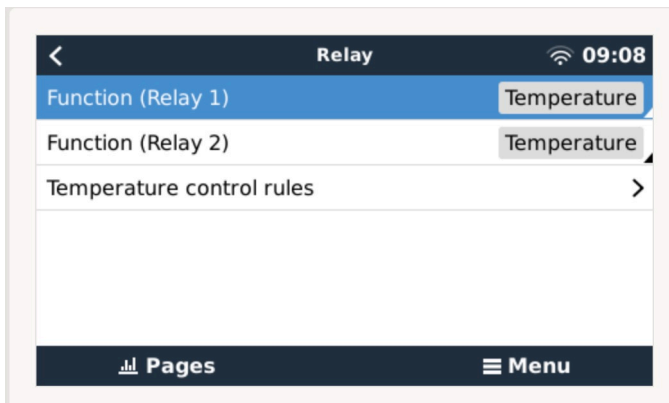 Relay 09:08
Function (Relay 1) Temperature
Function (Relay 2) Temperature
Temperature control rules
Pages Menu